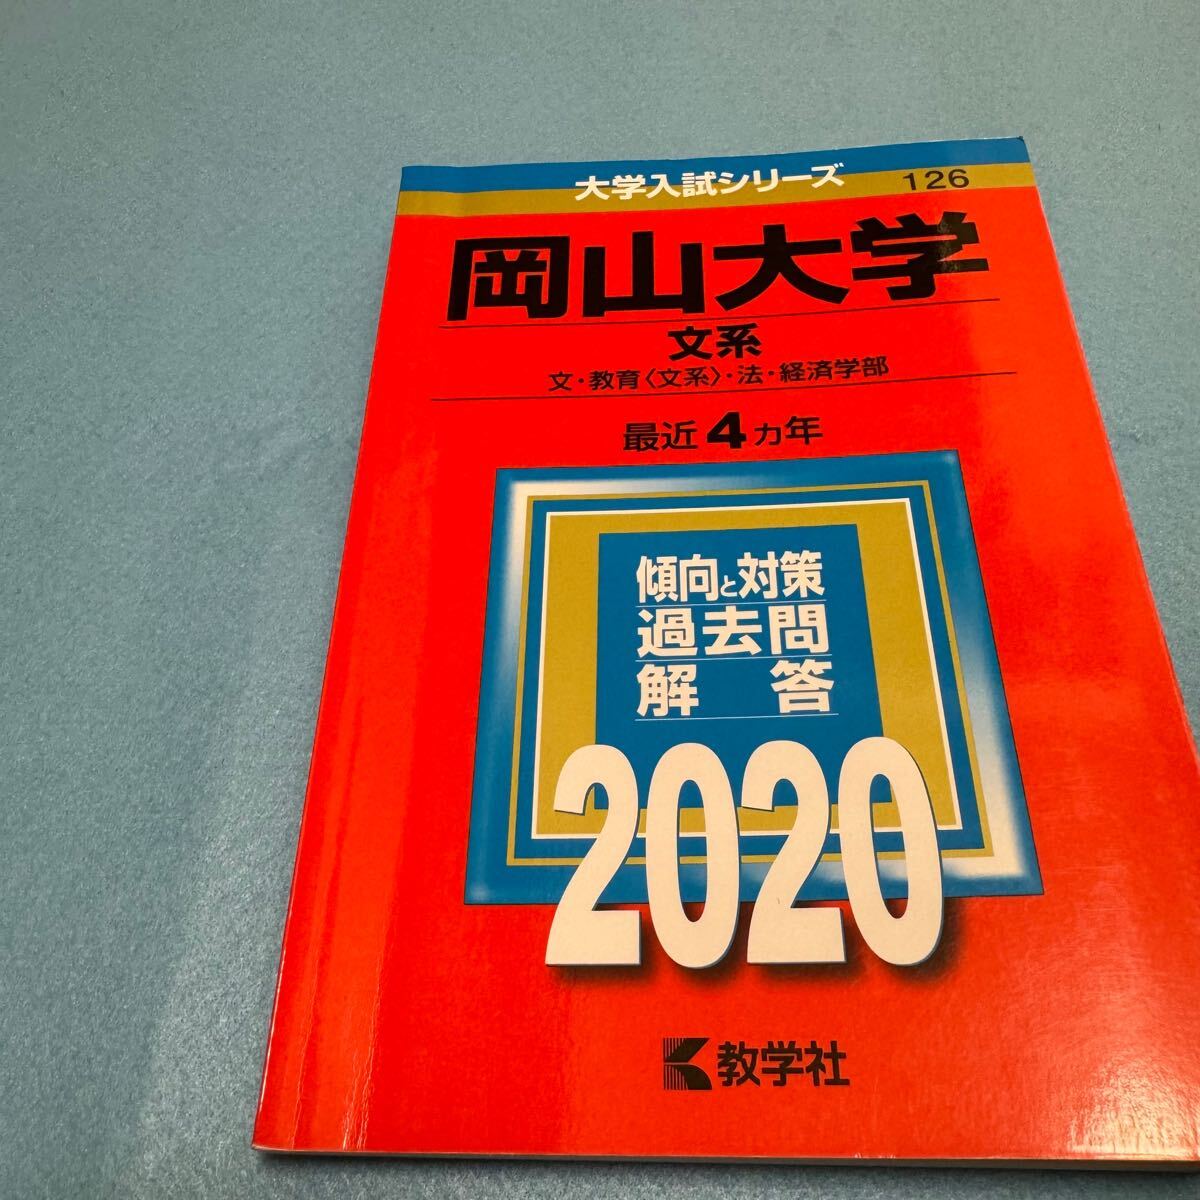 大学入試シリーズ 126
岡山大学
文系
文・教育〈文系〉・法・経済学部
最近4カ年
傾向と対策
過去問
解答
2020
教学社